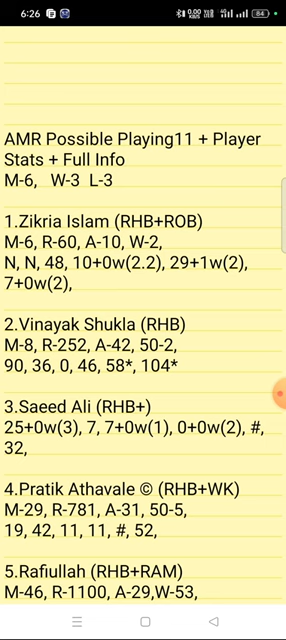 6:26
0.00
84
AMR Possible Playing11 + Player
Stats + Full Info
M-6, W-3 L-3
1.Zikria Islam (RHB+ROB)
M-6, R-60, A-10, W-2,
N, N, 48, 10+0w(2.2), 29+1w(2),
7+0w(2),
2.Vinayak Shukla (RHB)
M-8, R-252, A-42, 50-2,
90, 36, 0, 46, 58*, 104*
3.Saeed Ali (RHB+)
25+0w(3), 7, 7+0w(1), 0+0w(2), #,
32,
4.Pratik Athavale © (RHB+WK)
M-29, R-781, A-31, 50-5,
19, 42, 11, 11, #, 52,
5.Rafiullah (RHB+RAM)
M-46, R-1100, A-29,W-53,